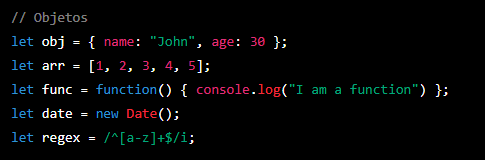 // Objetos
let obj = { name: "John", age: 30 };
let arr = [1, 2, 3, 4, 5];
let func = function() { console.log("I am a function") };
let date = new Date();
let regex = /^[a-z]+$/i;